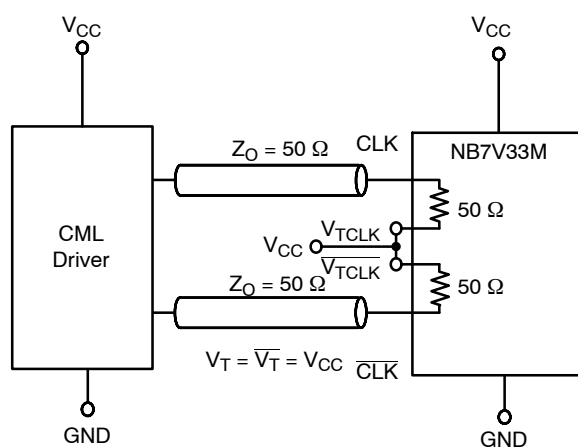 V_CC
V_CC
Z_O = 50 Ω
CLK
NB7V33M
50 Ω
CML
Driver
V_CC
V_TCLK
V̅_T̅C̅L̅K̅
50 Ω
Z_O = 50 Ω
V_T = V̅_T̅ = V_CC
C̅L̅K̅
GND
GND